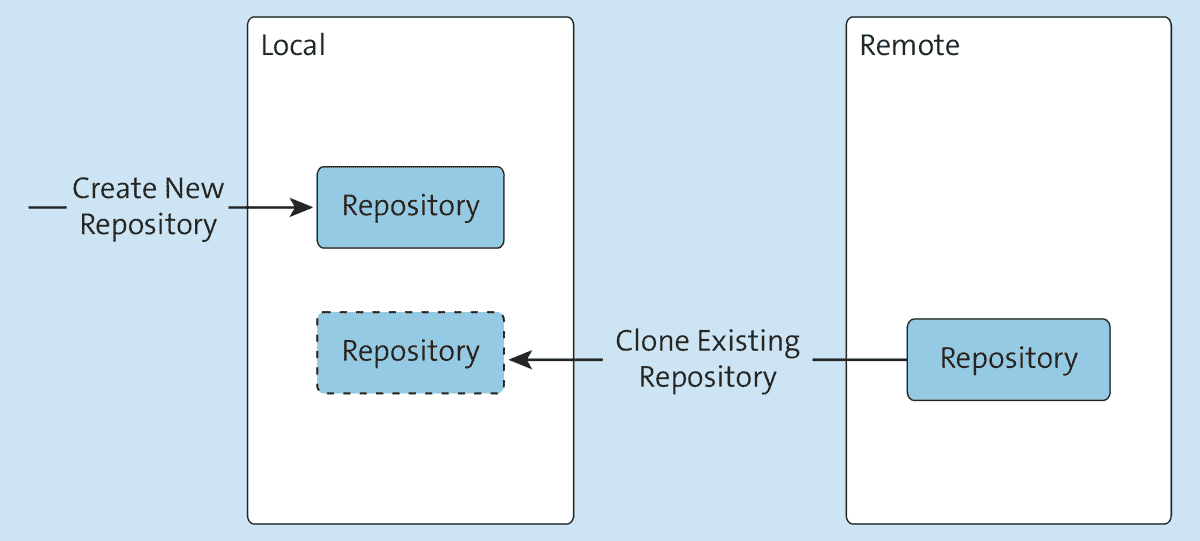 Local
Remote
Create New
Repository
Repository
Repository
Clone Existing
Repository
Repository